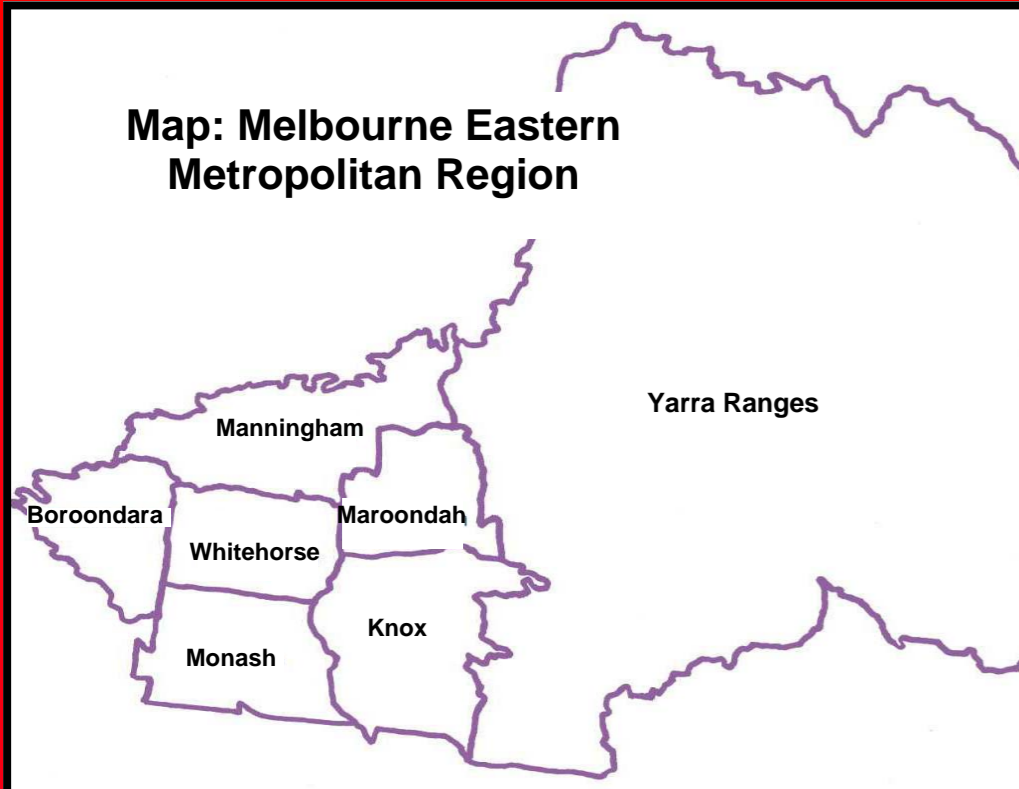 Map: Melbourne Eastern
Metropolitan Region
Yarra Ranges
Manningham
Boroondara
Maroondah
Whitehorse
Knox
Monash